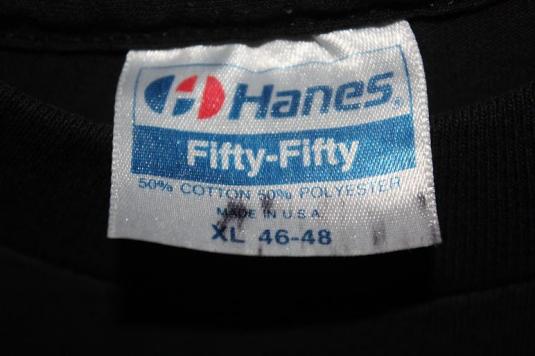 Hanes®
Fifty-Fifty
50% COTTON 50% POLYESTER
MADE IN U.S.A
XL 46-48